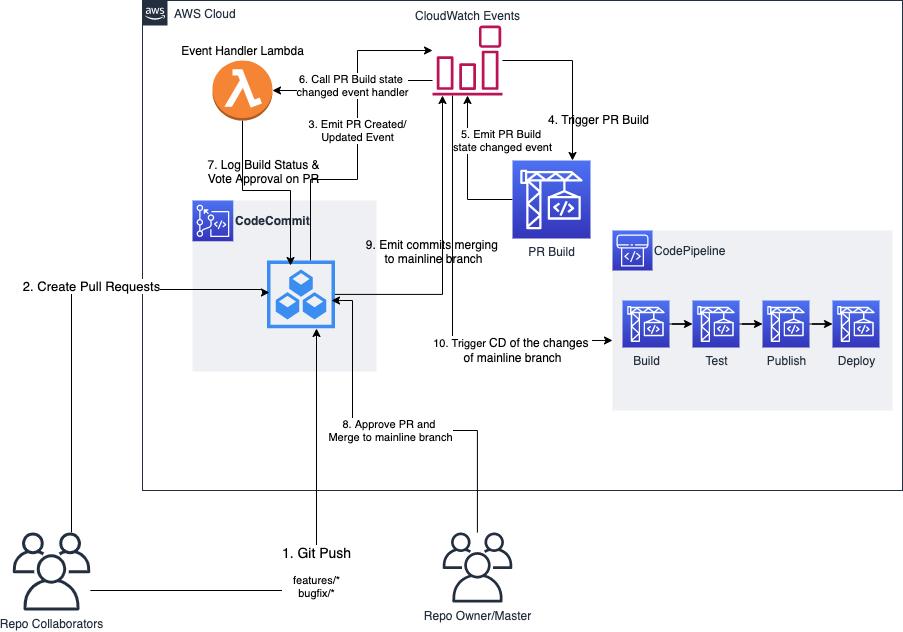 aws
AWS Cloud
CloudWatch Events
Event Handler Lambda
6. Call PR Build state
changed event handler
3. Emit PR Created/
Updated Event
4. Trigger PR Build
5. Emit PR Build
state changed event
7. Log Build Status &
Vote Approval on PR
CodeCommit
PR Build
9. Emit commits merging
to mainline branch
CodePipeline
2. Create Pull Requests
10. Trigger CD of the changes
of mainline branch
Build
Test
Publish
Deploy
8. Approve PR and
Merge to mainline branch
1. Git Push
features/*
bugfix/*
Repo Collaborators
Repo Owner/Master